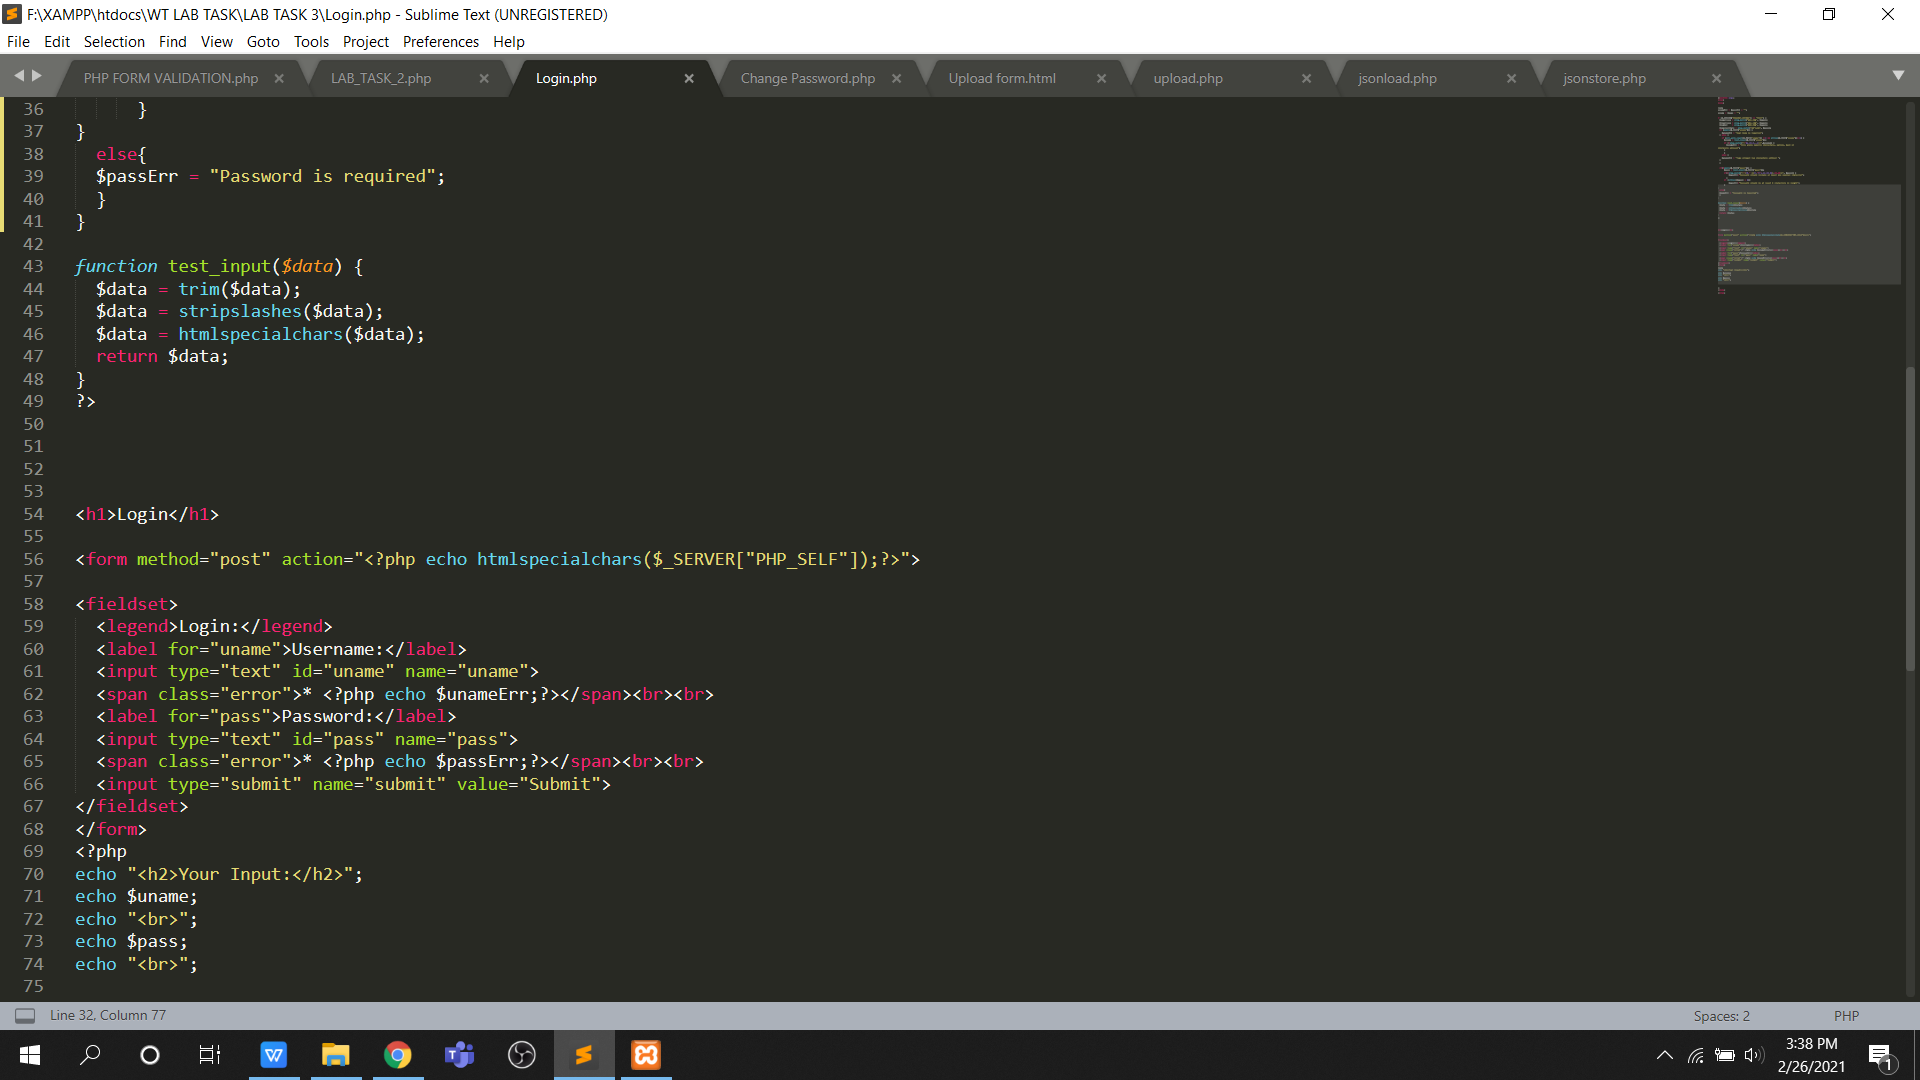 F:\XAMPP\htdocs\WT LAB TASK\LAB TASK 3\Login.php - Sublime Text (UNREGISTERED)
File Edit Selection Find View Goto Tools Project Preferences Help
PHP FORM VALIDATION.php LAB_TASK_2.php Login.php Change Password.php Upload form.html upload.php jsonload.php jsonstore.php
36 }
37 }
38 else{
39 $passErr = "Password is required";
40 }
41 }
42
43 function test_input($data) {
44 $data = trim($data);
45 $data = stripslashes($data);
46 $data = htmlspecialchars($data);
47 return $data;
48 }
49 ?>
50
51
52
53
54 <h1>Login</h1>
55
56 <form method="post" action="<?php echo htmlspecialchars($_SERVER["PHP_SELF"]);?>">
57
58 <fieldset>
59 <legend>Login:</legend>
60 <label for="uname">Username:</label>
61 <input type="text" id="uname" name="uname">
62 <span class="error">* <?php echo $unameErr;?></span><br><br>
63 <label for="pass">Password:</label>
64 <input type="text" id="pass" name="pass">
65 <span class="error">* <?php echo $passErr;?></span><br><br>
66 <input type="submit" name="submit" value="Submit">
67 </fieldset>
68 </form>
69 <?php
70 echo "<h2>Your Input:</h2>";
71 echo $uname;
72 echo "<br>";
73 echo $pass;
74 echo "<br>";
75
Line 32, Column 77 Spaces: 2 PHP
3:38 PM
2/26/2021
1